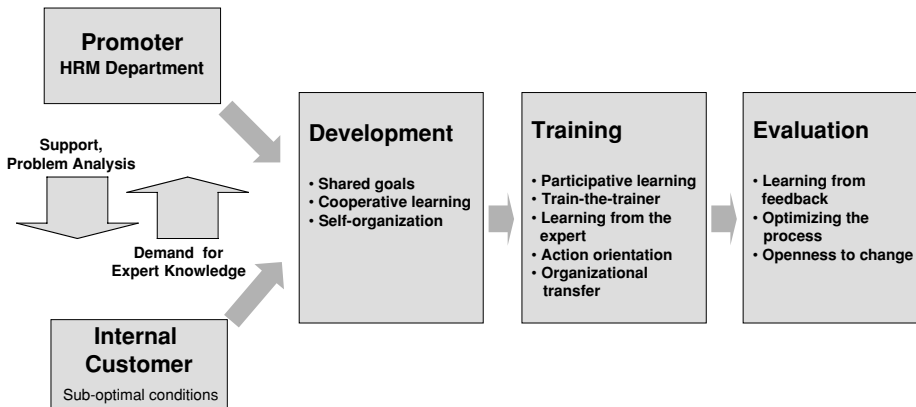 Promoter
HRM Department
Support,
Problem Analysis
Demand for
Expert Knowledge
Internal
Customer
Sub-optimal conditions
Development
• Shared goals
• Cooperative learning
• Self-organization
Training
• Participative learning
• Train-the-trainer
• Learning from the
expert
• Action orientation
• Organizational
transfer
Evaluation
• Learning from
feedback
• Optimizing the
process
• Openness to change